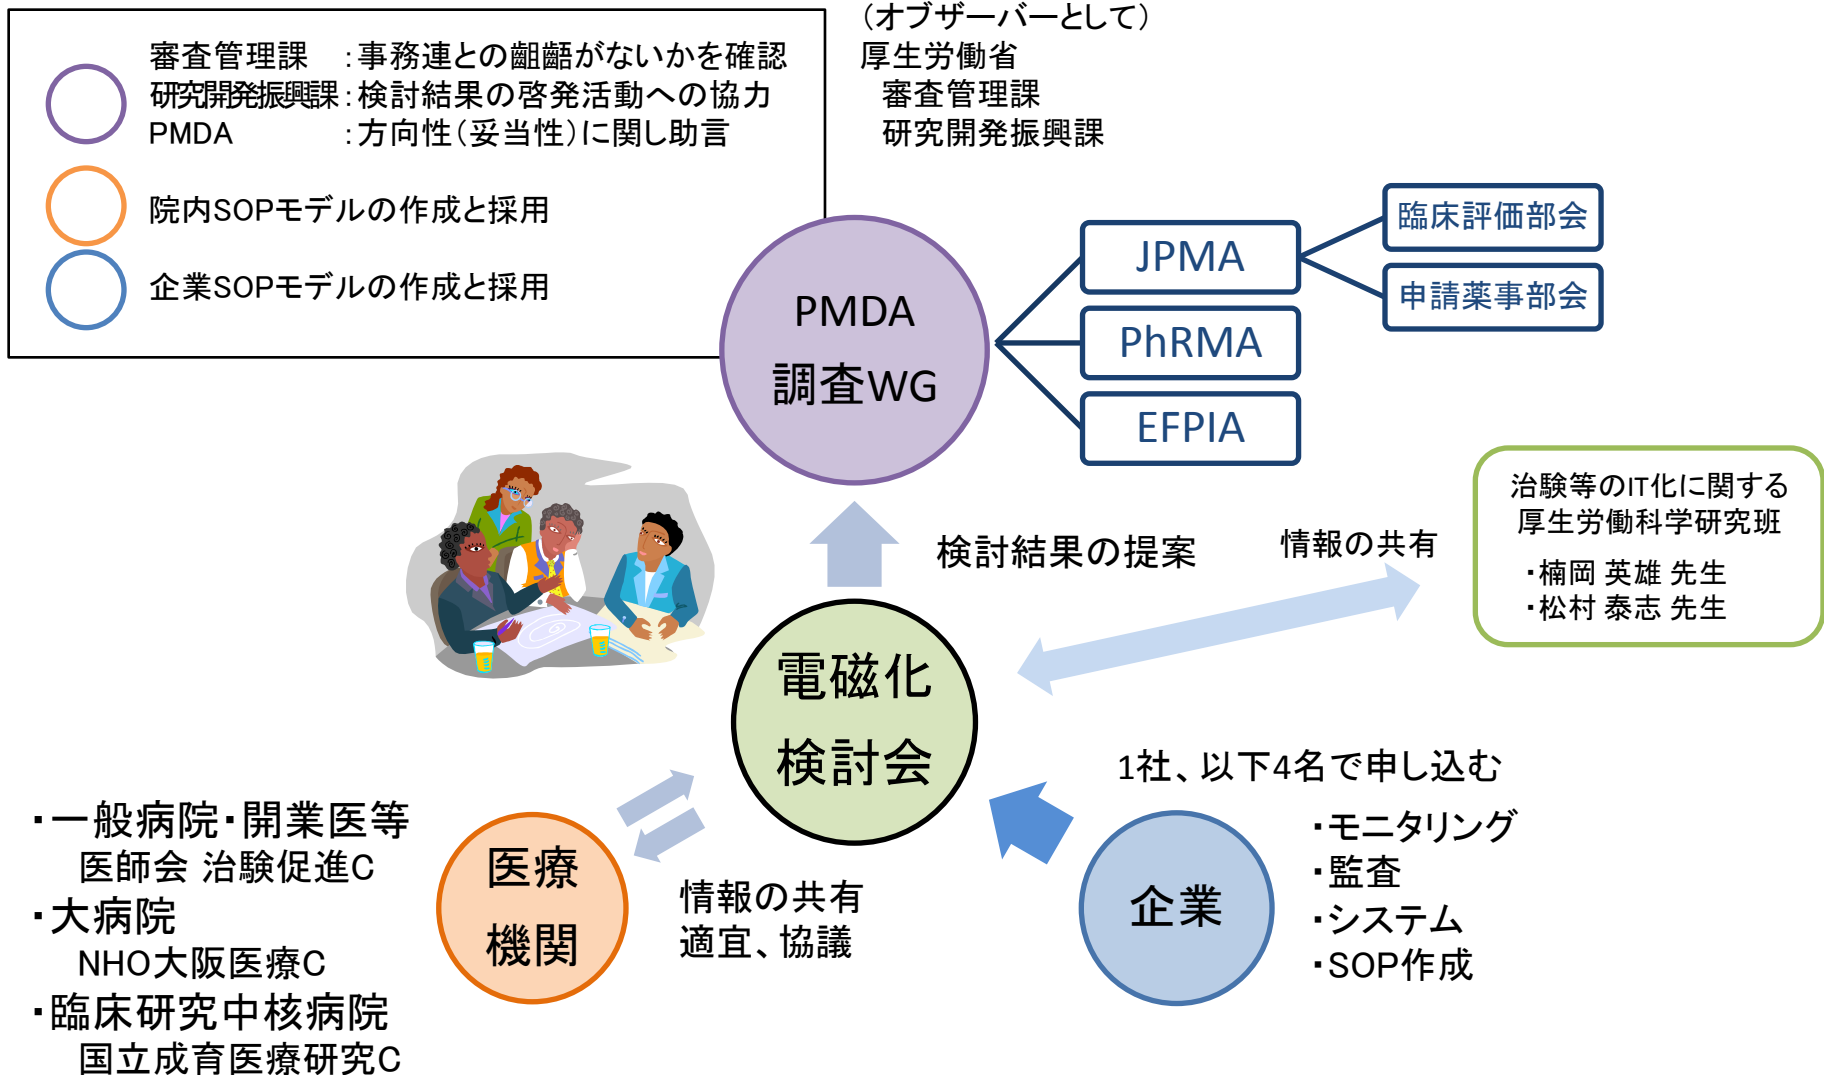 (オブザーバーとして)
厚生労働省
審査管理課
研究開発振興課
審査管理課 :事務連との齟齬がないかを確認
研究開発振興課:検討結果の啓発活動への協力
PMDA :方向性(妥当性)に関し助言
院内SOPモデルの作成と採用
企業SOPモデルの作成と採用
PMDA
調査WG
JPMA
PhRMA
EFPIA
臨床評価部会
申請薬事部会
検討結果の提案
情報の共有
治験等のIT化に関する
厚生労働科学研究班
・楠岡 英雄 先生
・松村 泰志 先生
電磁化
検討会
1社、以下4名で申し込む
企業
・モニタリング
・監査
・システム
・SOP作成
医療
機関
情報の共有
適宜、協議
・一般病院・開業医等
医師会 治験促進C
・大病院
NHO大阪医療C
・臨床研究中核病院
国立成育医療研究C